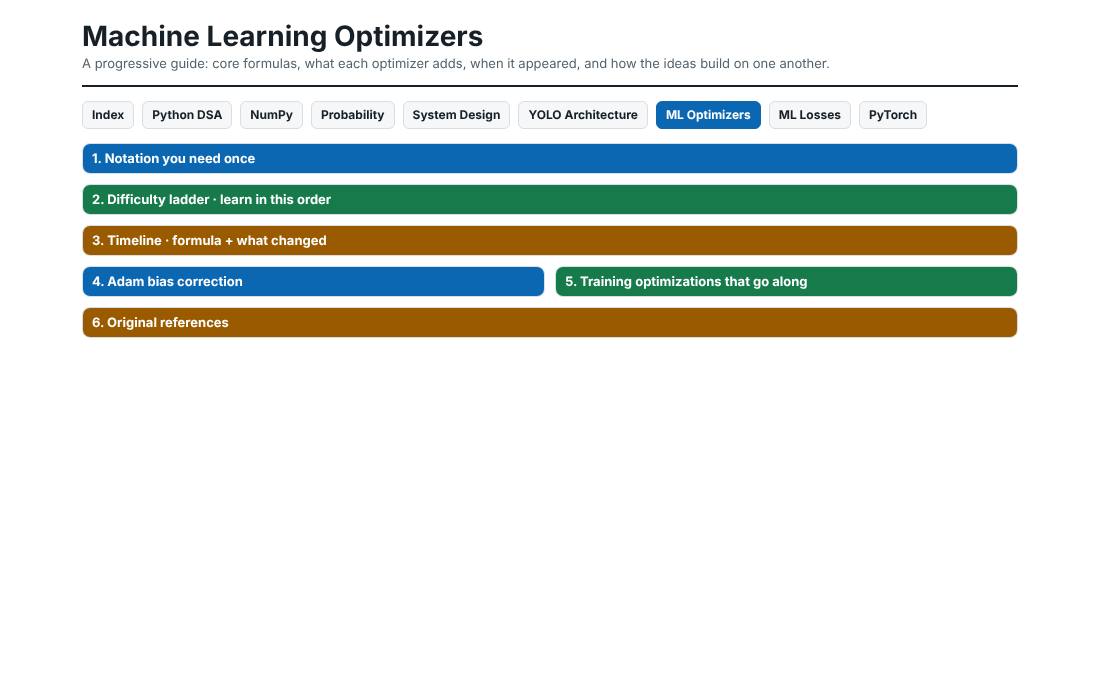 Machine Learning Optimizers
A progressive guide: core formulas, what each optimizer adds, when it appeared, and how the ideas build on one another.
Index Python DSA NumPy Probability System Design YOLO Architecture ML Optimizers ML Losses PyTorch
1. Notation you need once
2. Difficulty ladder · learn in this order
3. Timeline · formula + what changed
4. Adam bias correction 5. Training optimizations that go along
6. Original references